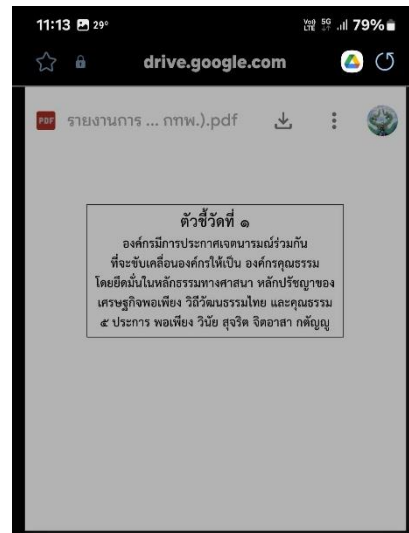 11:13 29°
Vo)) LTE 5G 79%
drive.google.com
PDF รายงานการ ... กทพ.).pdf
ตัวชี้วัดที่ ๑
องค์กรมีการประกาศเจตนารมณ์ร่วมกัน
ที่จะขับเคลื่อนองค์กรให้เป็น องค์กรคุณธรรม
โดยยึดมั่นในหลักธรรมทางศาสนา หลักปรัชญาของ
เศรษฐกิจพอเพียง วิถีวัฒนธรรมไทย และคุณธรรม
๕ ประการ พอเพียง วินัย สุจริต จิตอาสา กตัญญู